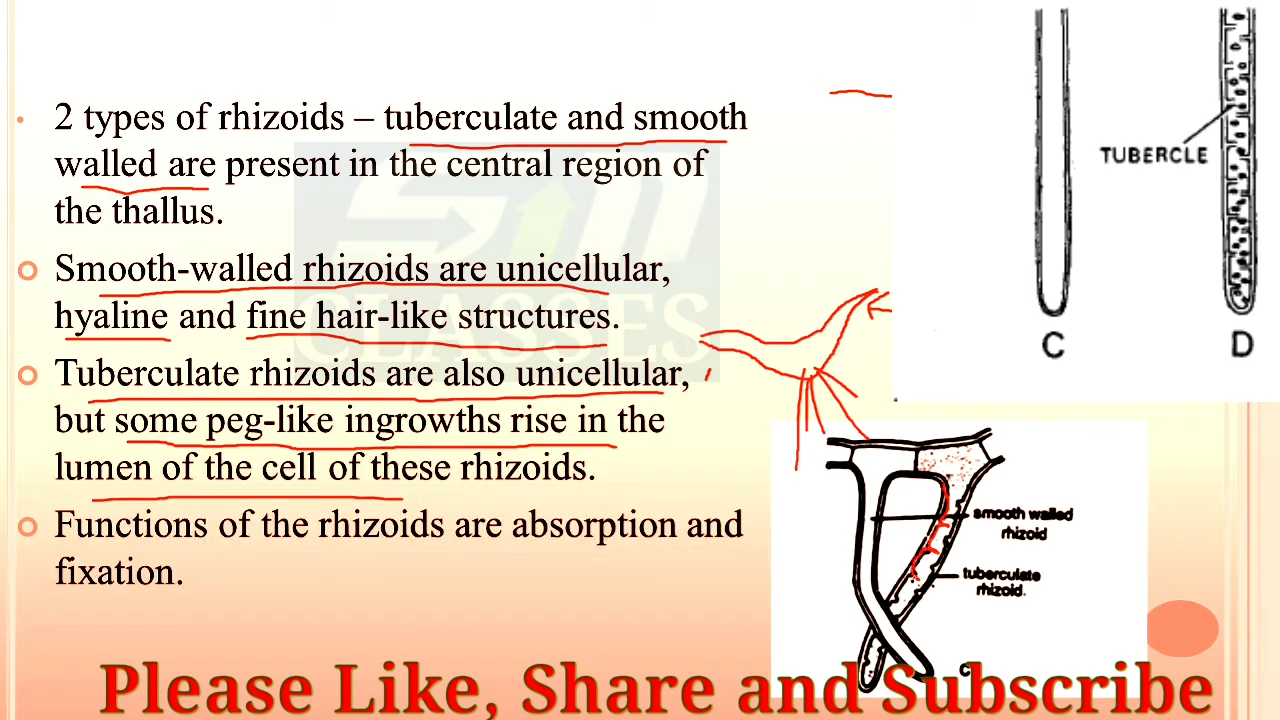 2 types of rhizoids – tuberculate and smooth
walled are present in the central region of
the thallus.
Smooth-walled rhizoids are unicellular,
hyaline and fine hair-like structures.
Tuberculate rhizoids are also unicellular,
but some peg-like ingrowths rise in the
lumen of the cell of these rhizoids.
Functions of the rhizoids are absorption and
fixation.
TUBERCLE
C
D
smooth walled
rhizoid
tuberculate
rhizoid.
CLASSES
Please Like, Share and Subscribe